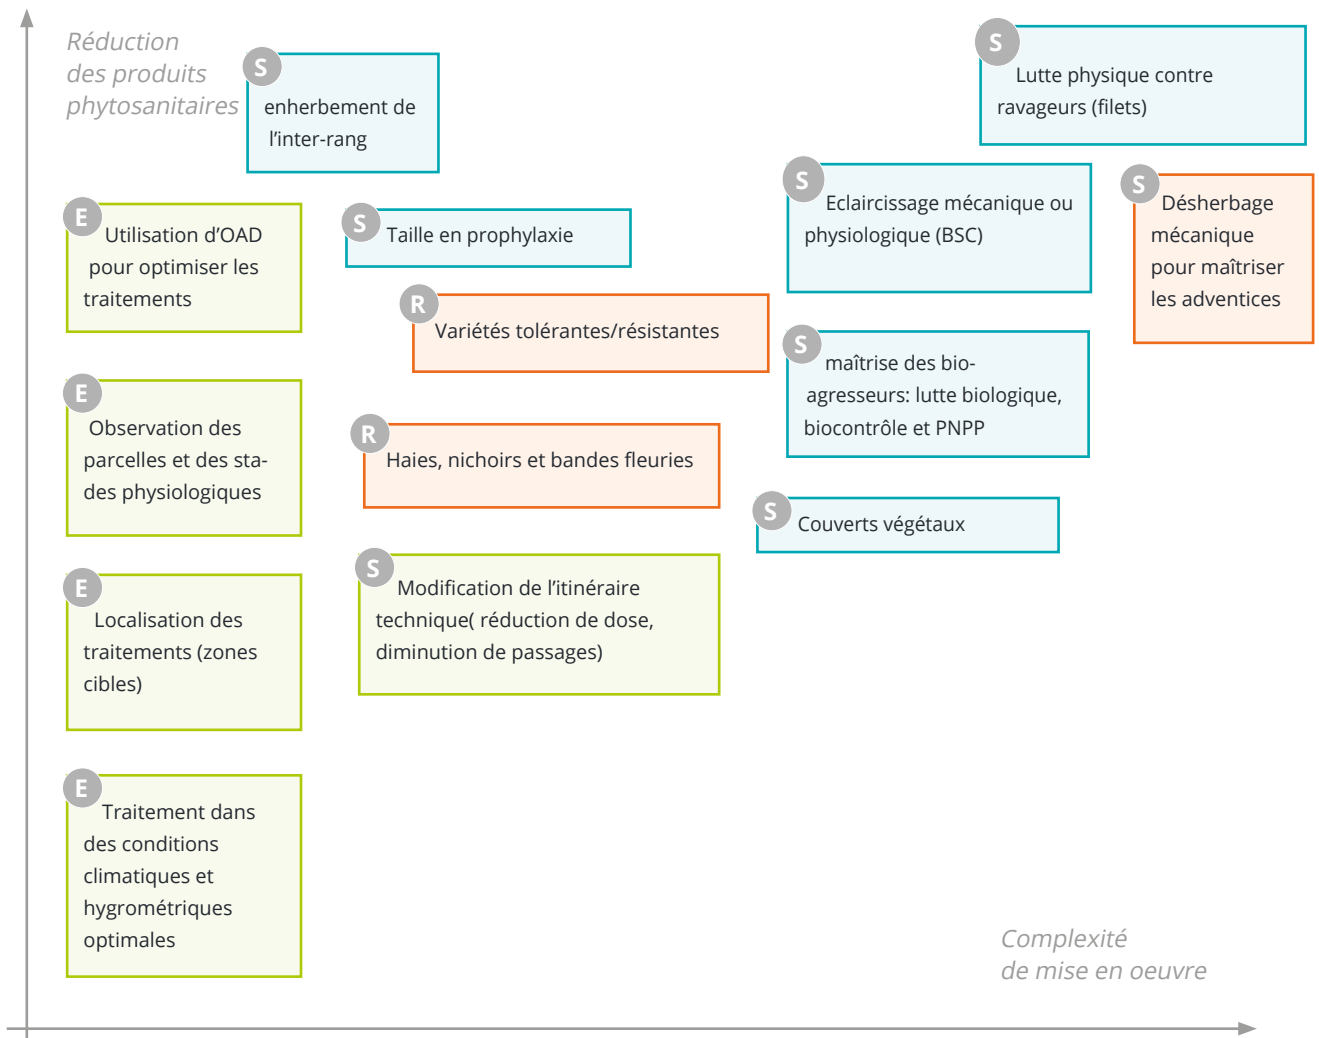 Réduction
des produits
phytosanitaires
S
enherbement de
l'inter-rang
S
Lutte physique contre
ravageurs (filets)
E
Utilisation d'OAD
pour optimiser les
traitements
S
Taille en prophylaxie
S
Eclaircissage mécanique ou
physiologique (BSC)
S
Désherbage
mécanique
pour maîtriser
les adventices
R
Variétés tolérantes/résistantes
S
maîtrise des bio-
agresseurs: lutte biologique,
biocontrôle et PNPP
E
Observation des
parcelles et des sta-
des physiologiques
R
Haies, nichoirs et bandes fleuries
S
Couverts végétaux
E
Localisation des
traitements (zones
cibles)
S
Modification de l'itinéraire
technique( réduction de dose,
diminution de passages)
E
Traitement dans
des conditions
climatiques et
hygrométriques
optimales
Complexité
de mise en oeuvre